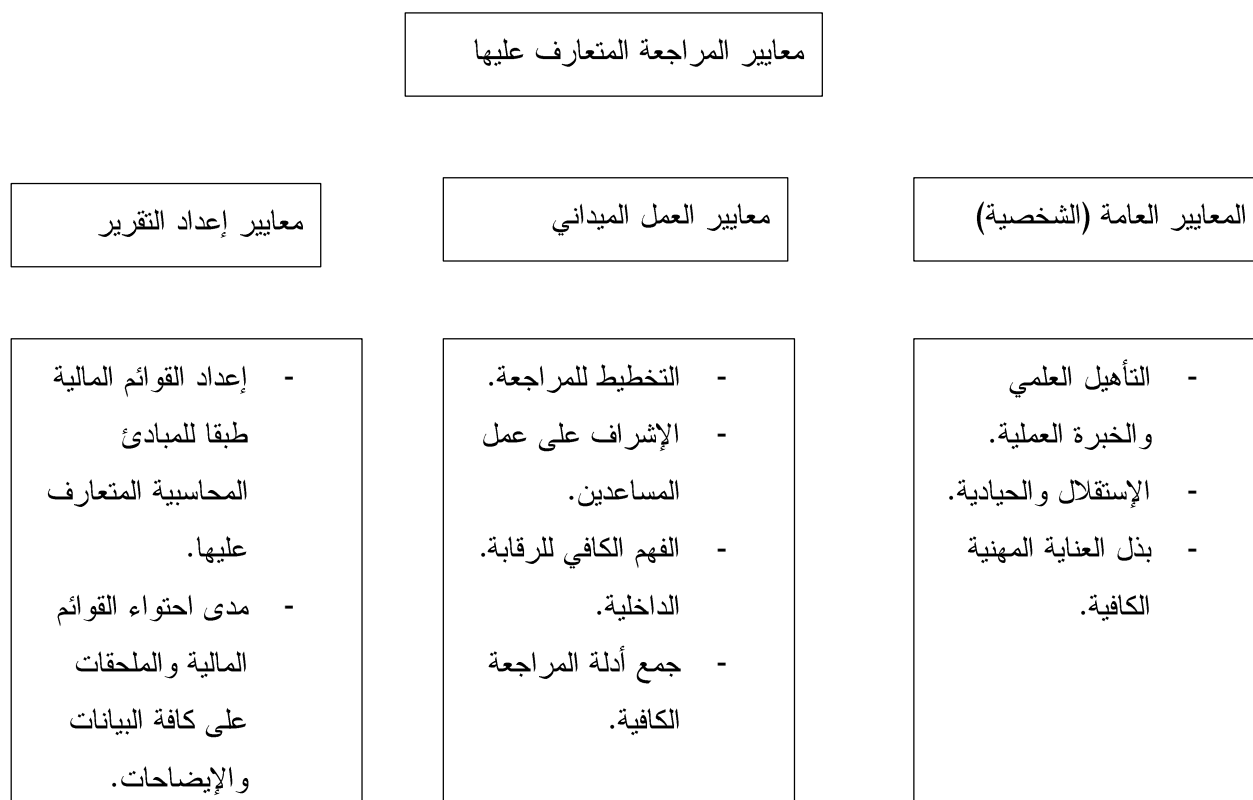 معايير المراجعة المتعارف عليها
المعايير العامة (الشخصية)
معايير العمل الميداني
معايير إعداد التقرير
- التأهيل العلمي
والخبرة العملية.
- الإستقلال والحيادية.
- بذل العناية المهنية
الكافية.
- التخطيط للمراجعة.
- الإشراف على عمل
المساعدين.
- الفهم الكافي للرقابة.
الداخلية.
- جمع أدلة المراجعة
الكافية.
- إعداد القوائم المالية
طبقا للمبادئ
المحاسبية المتعارف
عليها.
- مدى احتواء القوائم
المالية والملحقات
على كافة البيانات
والإيضاحات.